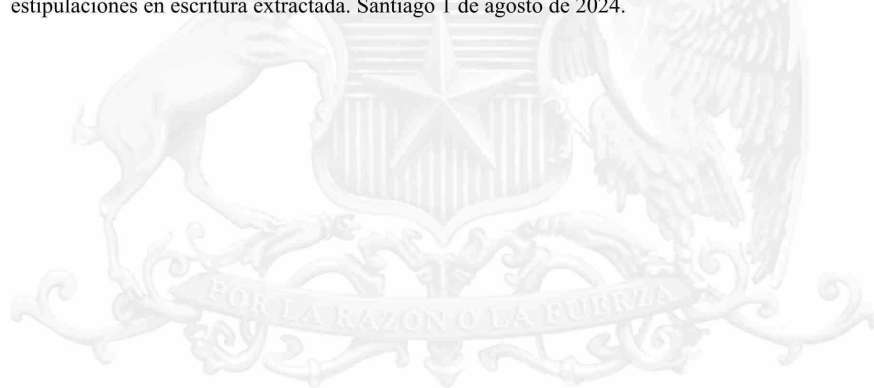 estipulaciones en escritura extractada. Santiago 1 de agosto de 2024.
POR LA RAZON O LA FUERZA